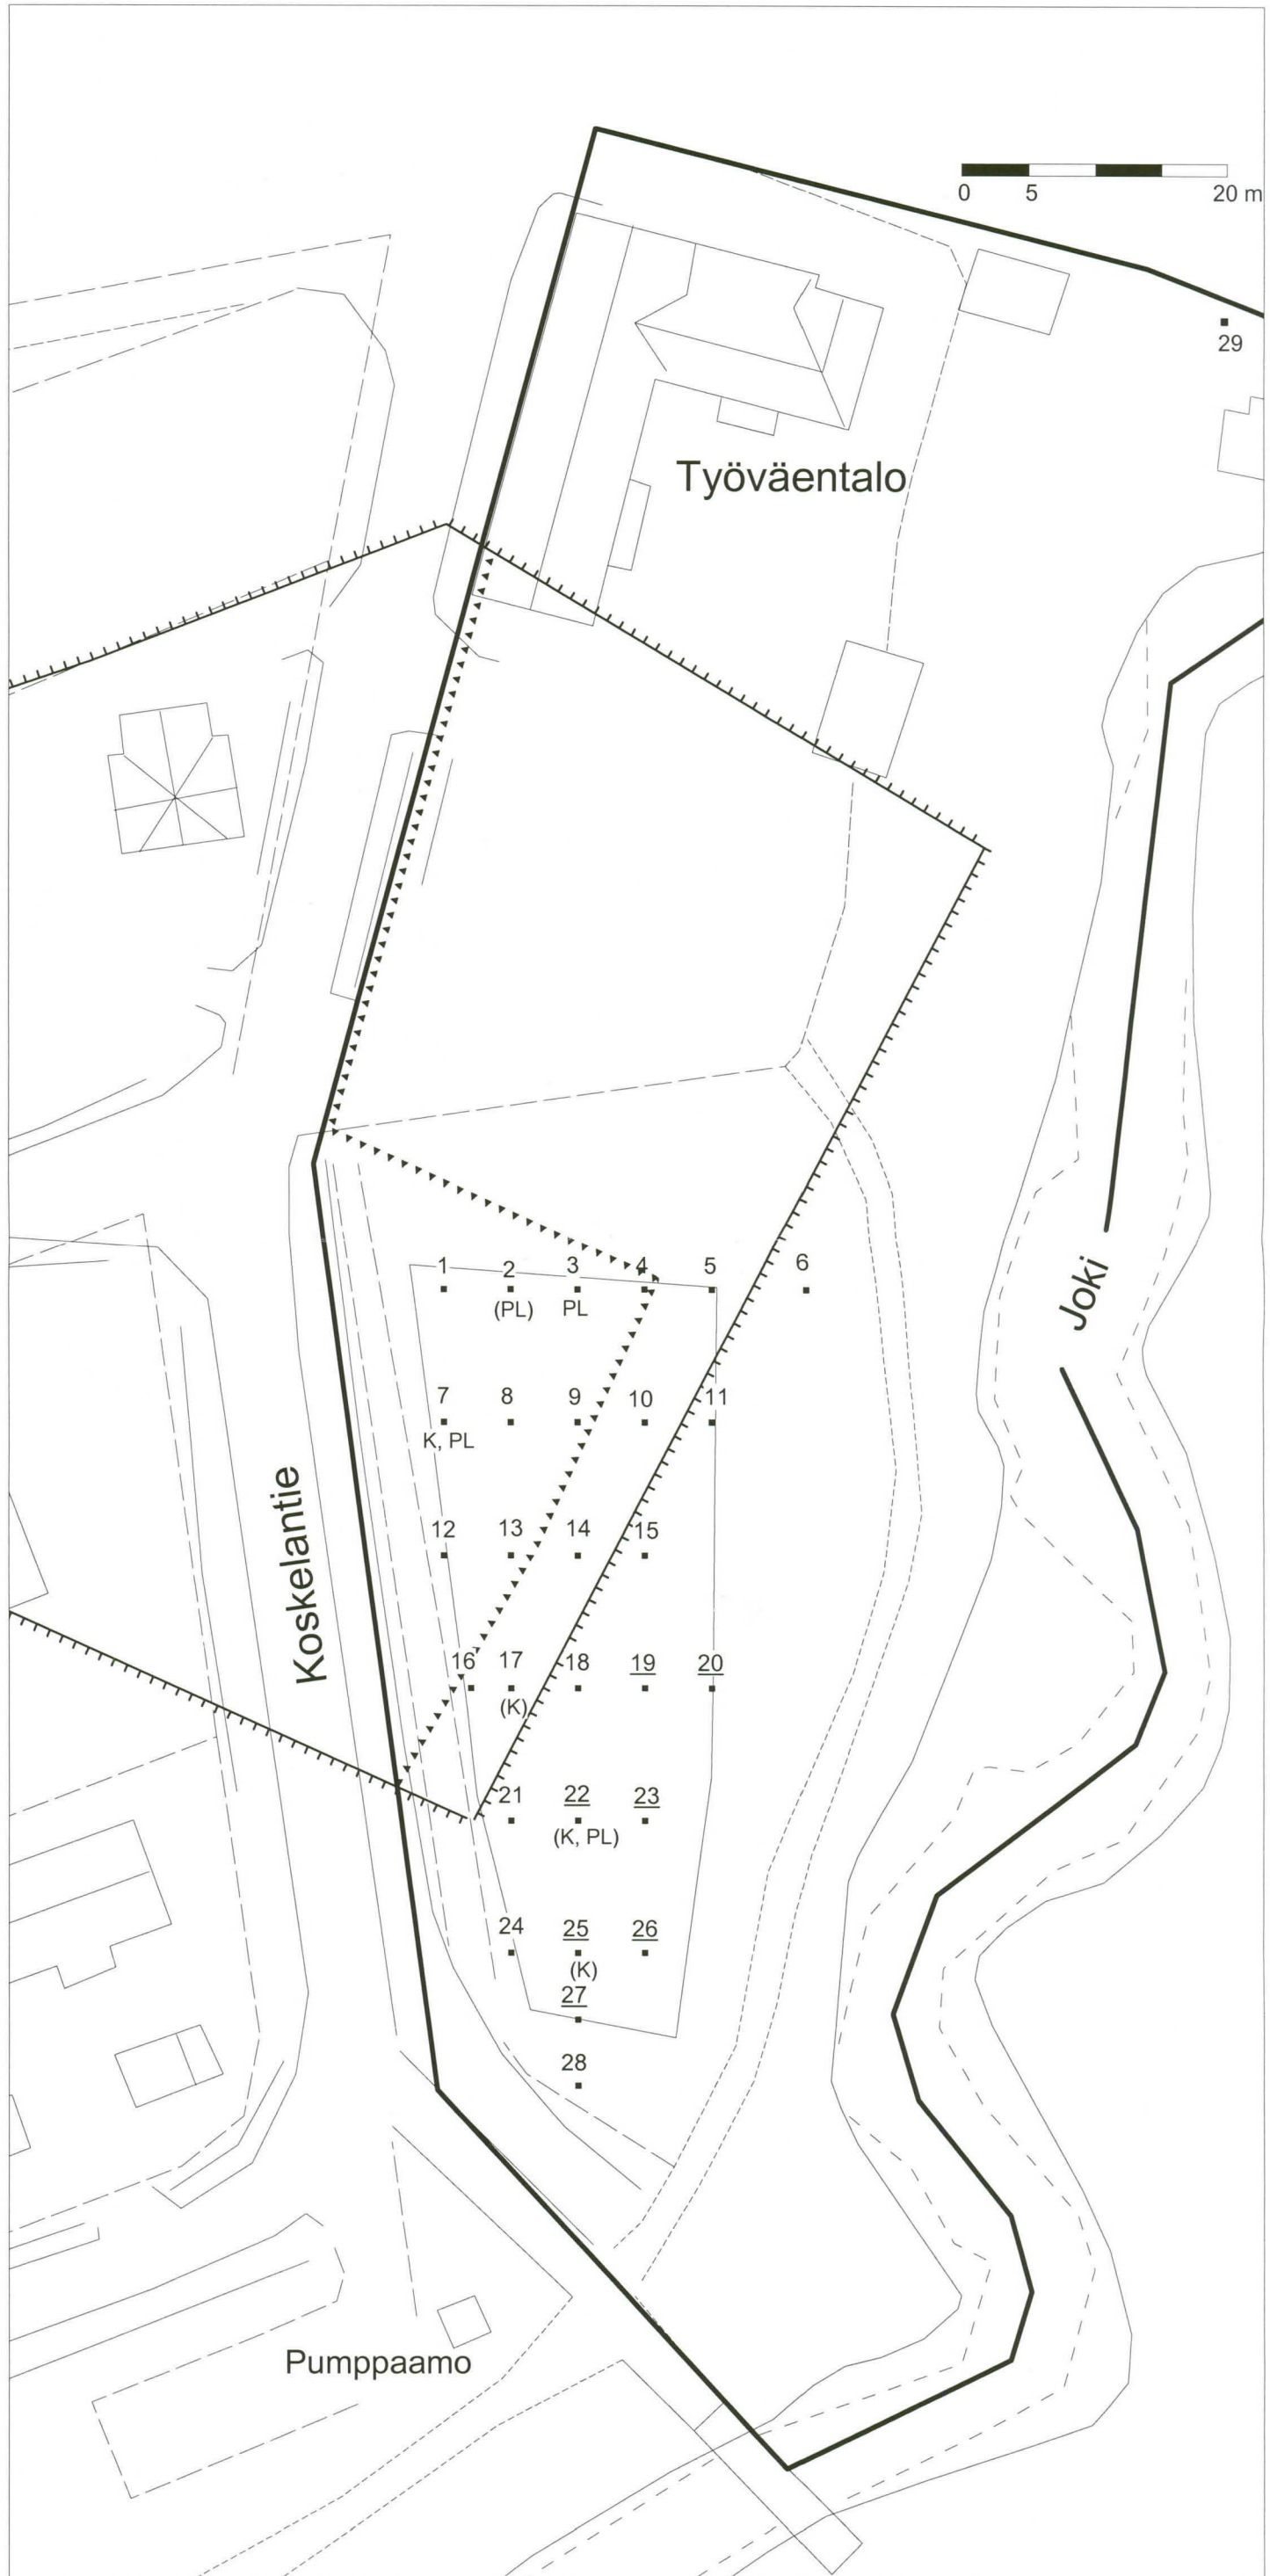 0 5 20 m
29
Työväentalo
1 2 3 4 5 6
(PL) PL
Joki
7 8 9 10 11
K, PL
Koskelantie
12 13 14 15
16 17 18 19 20
(K)
21 22 23
(K, PL)
24 25 26
(K)
27
28
Pumppaamo